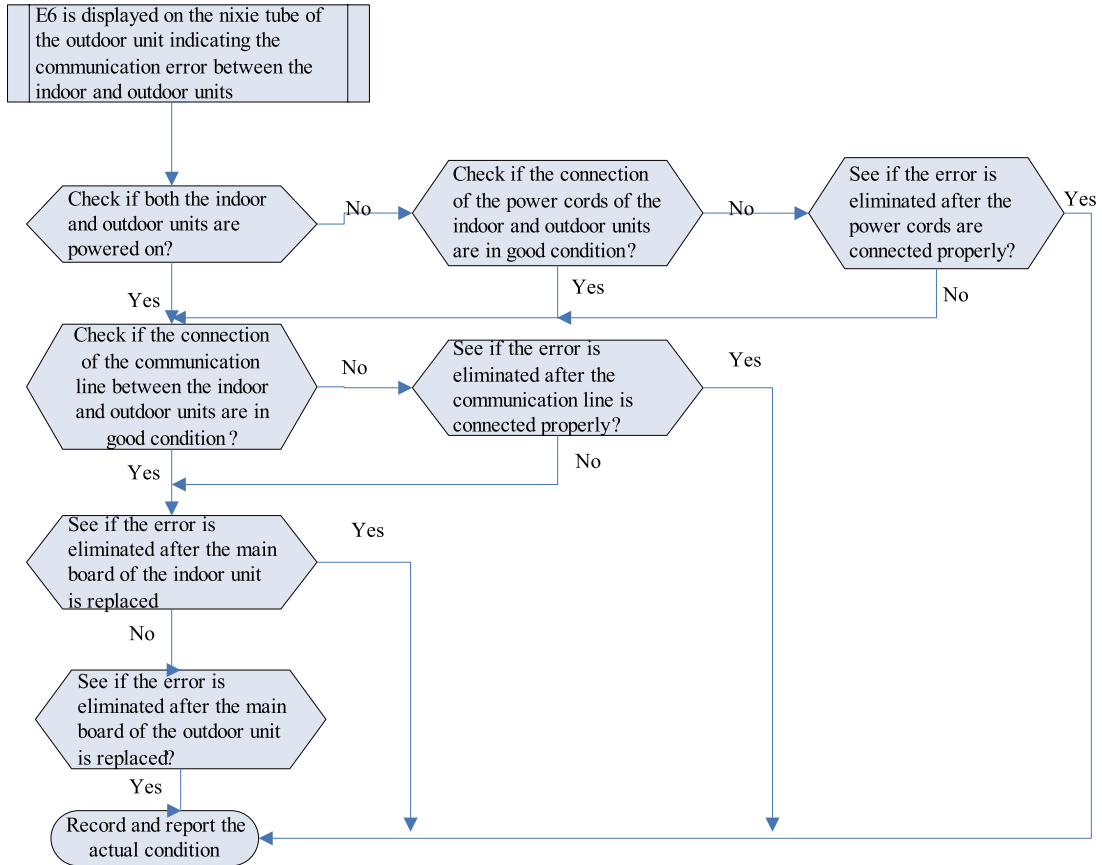 E6 is displayed on the nixie tube of
the outdoor unit indicating the
communication error between the
indoor and outdoor units
Check if both the indoor
and outdoor units are
powered on?
No
Check if the connection
of the power cords of the
indoor and outdoor units
are in good condition?
No
See if the error is
eliminated after the
power cords are
connected properly?
Yes
Yes
Yes
No
Check if the connection
of the communication
line between the indoor
and outdoor units are in
good condition ?
No
See if the error is
eliminated after the
communication line is
connected properly?
Yes
Yes
No
See if the error is
eliminated after the main
board of the indoor unit
is replaced
Yes
No
See if the error is
eliminated after the main
board of the outdoor unit
is replaced?
Yes
Record and report the
actual condition